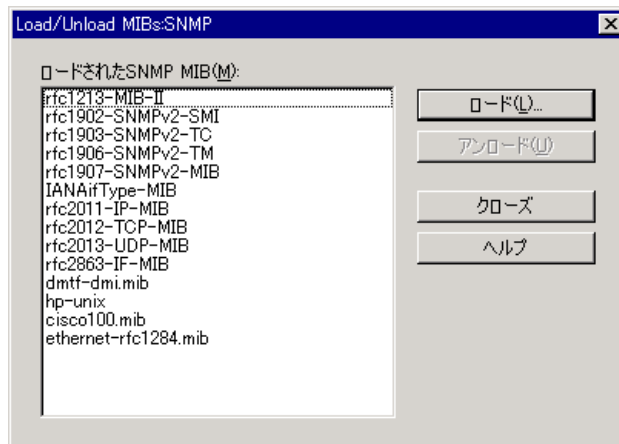 Load/Unload MIBs:SNMP
ロードされたSNMP MIB(M):
rfc1213-MIB-II
rfc1902-SNMPv2-SMI
rfc1903-SNMPv2-TC
rfc1906-SNMPv2-TM
rfc1907-SNMPv2-MIB
IANAifType-MIB
rfc2011-IP-MIB
rfc2012-TCP-MIB
rfc2013-UDP-MIB
rfc2863-IF-MIB
dmtf-dmi.mib
hp-unix
cisco100.mib
ethernet-rfc1284.mib
ロード(L)...
アンロード(U)
クローズ
ヘルプ